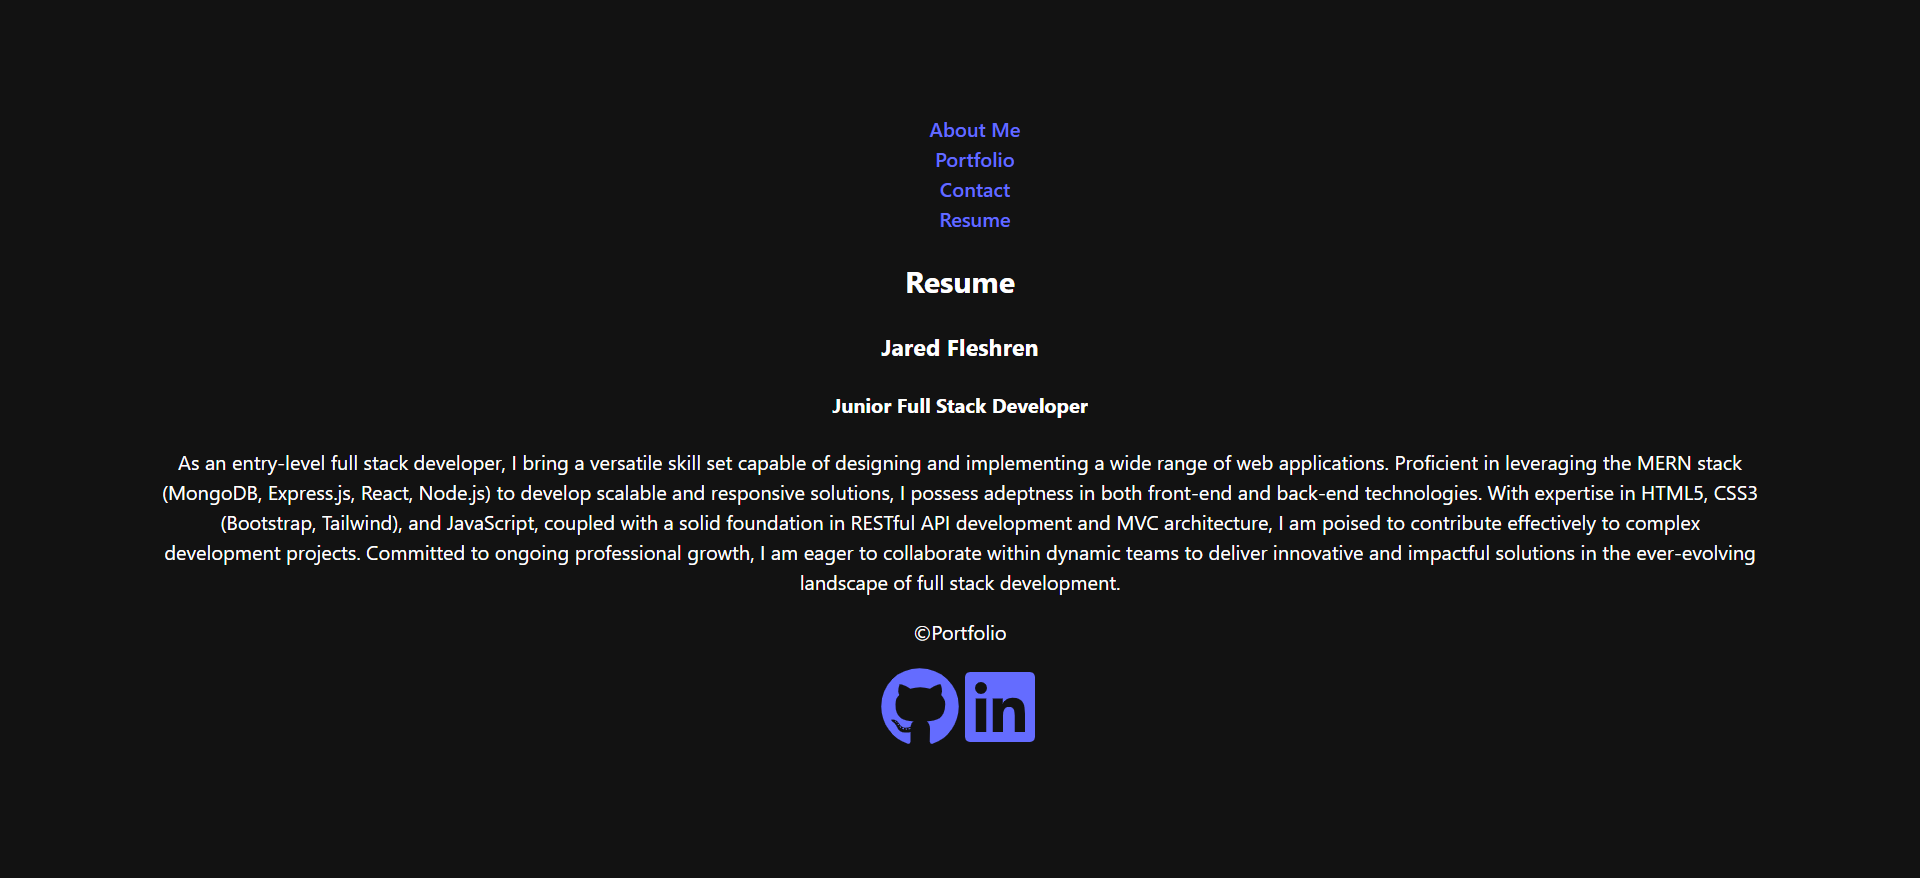 About Me
Portfolio
Contact
Resume
Resume
Jared Fleshren
Junior Full Stack Developer
As an entry-level full stack developer, I bring a versatile skill set capable of designing and implementing a wide range of web applications. Proficient in leveraging the MERN stack
(MongoDB, Express.js, React, Node.js) to develop scalable and responsive solutions, I possess adeptness in both front-end and back-end technologies. With expertise in HTML5, CSS3
(Bootstrap, Tailwind), and JavaScript, coupled with a solid foundation in RESTful API development and MVC architecture, I am poised to contribute effectively to complex
development projects. Committed to ongoing professional growth, I am eager to collaborate within dynamic teams to deliver innovative and impactful solutions in the ever-evolving
landscape of full stack development.
©Portfolio
in